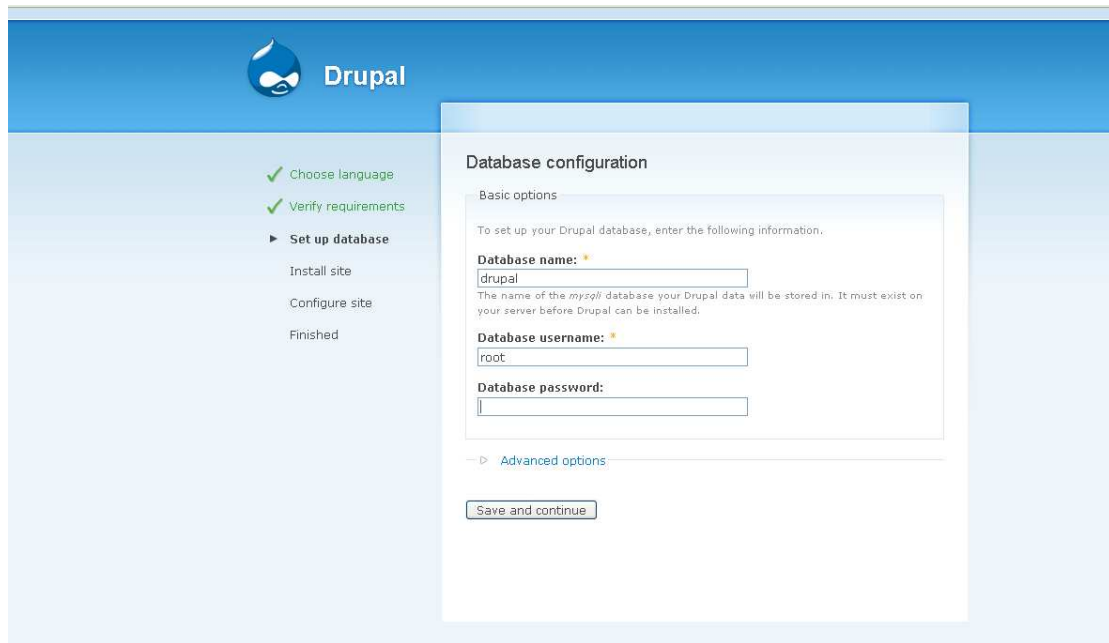 Drupal
Choose language
Verify requirements
Set up database
Install site
Configure site
Finished
Database configuration
Basic options
To set up your Drupal database, enter the following information.
Database name: *
drupal
The name of the mysqli database your Drupal data will be stored in. It must exist on
your server before Drupal can be installed.
Database username: *
root
Database password:
Advanced options
Save and continue